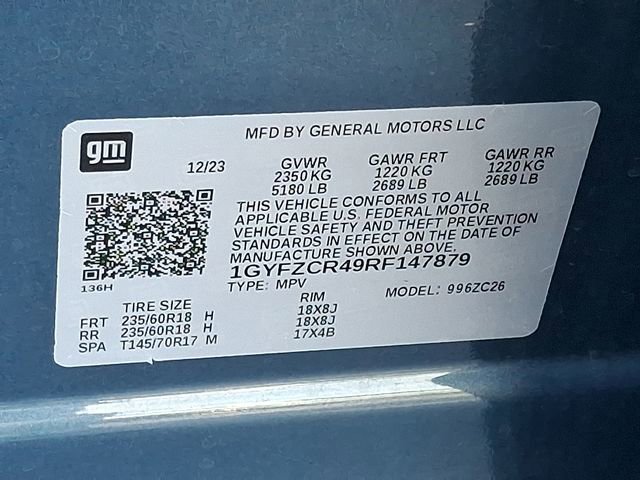 gm
MFD BY GENERAL MOTORS LLC
12/23 GVWR GAWR FRT GAWR RR
2350 KG 1220 KG 1220 KG
5180 LB 2689 LB 2689 LB
THIS VEHICLE CONFORMS TO ALL
APPLICABLE U.S. FEDERAL MOTOR
VEHICLE SAFETY AND THEFT PREVENTION
STANDARDS IN EFFECT ON THE DATE OF
MANUFACTURE SHOWN ABOVE.
1GYFZCR49RF147879
136H
TYPE: MPV MODEL: 996ZC26
TIRE SIZE RIM
FRT 235/60R18 H 18X8J
RR 235/60R18 H 18X8J
SPA T145/70R17 M 17X4B